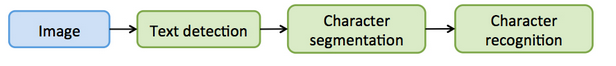 Image
Text detection
Character
segmentation
Character
recognition